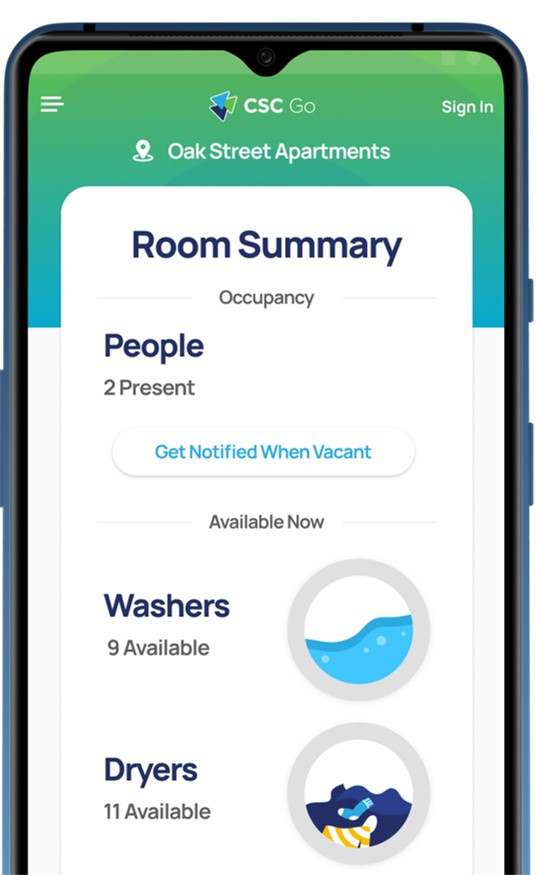 CSC Go
Sign In
Oak Street Apartments
Room Summary
Occupancy
People
2 Present
Get Notified When Vacant
Available Now
Washers
9 Available
Dryers
11 Available